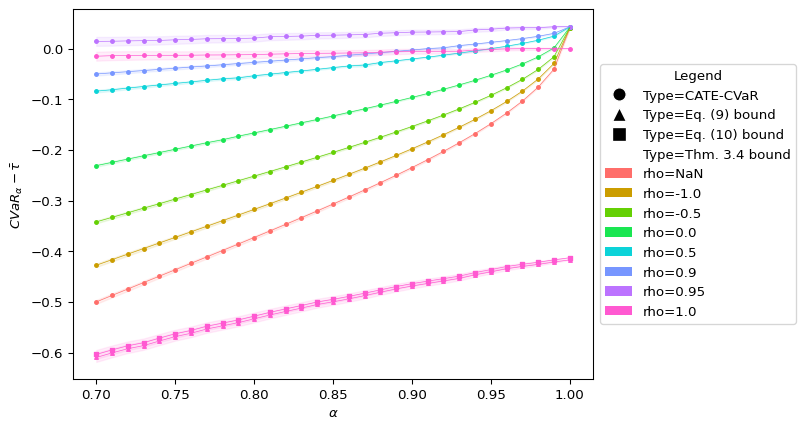 0.0
−0.1
−0.2
−0.3
−0.4
−0.5
−0.6
CVaRα − τ̄
0.70
0.75
0.80
0.85
0.90
0.95
1.00
α
Legend
Type=CATE-CVaR
Type=Eq. (9) bound
Type=Eq. (10) bound
Type=Thm. 3.4 bound
rho=NaN
rho=-1.0
rho=-0.5
rho=0.0
rho=0.5
rho=0.9
rho=0.95
rho=1.0